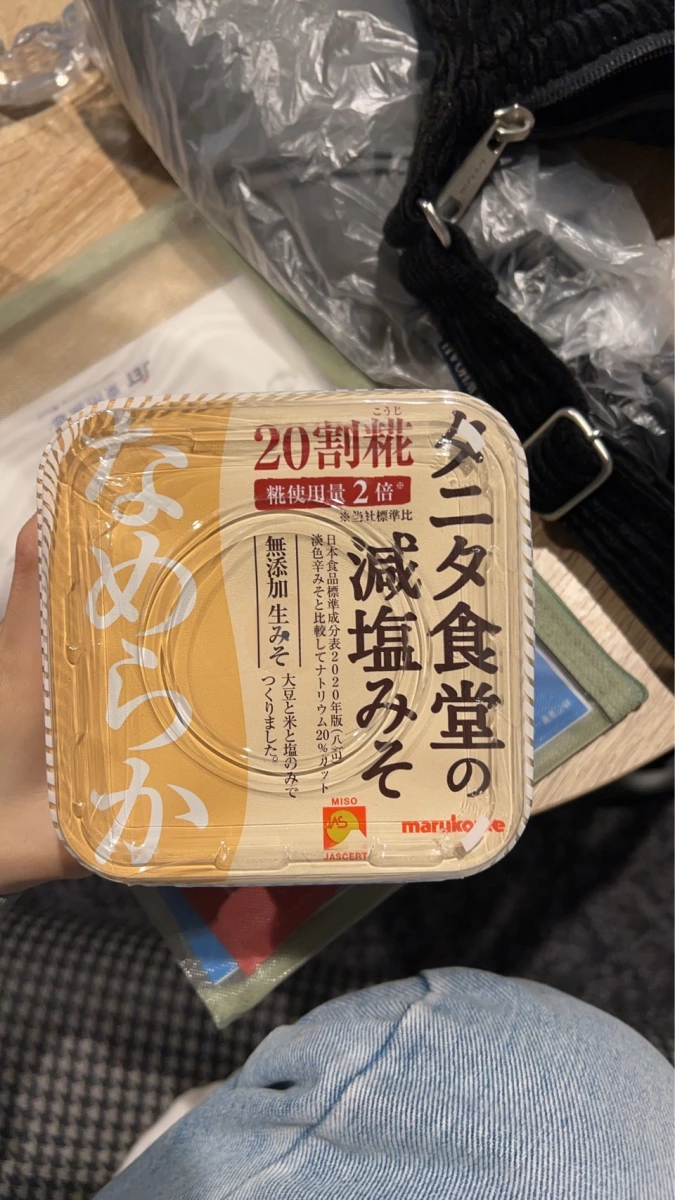 タニタ食堂の
減塩みそ
こうじ
20割糀
糀使用量2倍※
※当社標準比
日本食品標準成分表2020年版(八訂)
淡色辛みそと比較してナトリウム20%カット
無添加 生みそ
大豆と米と塩のみで
つくりました。
なめらか
MISO
JAS
JASCERT